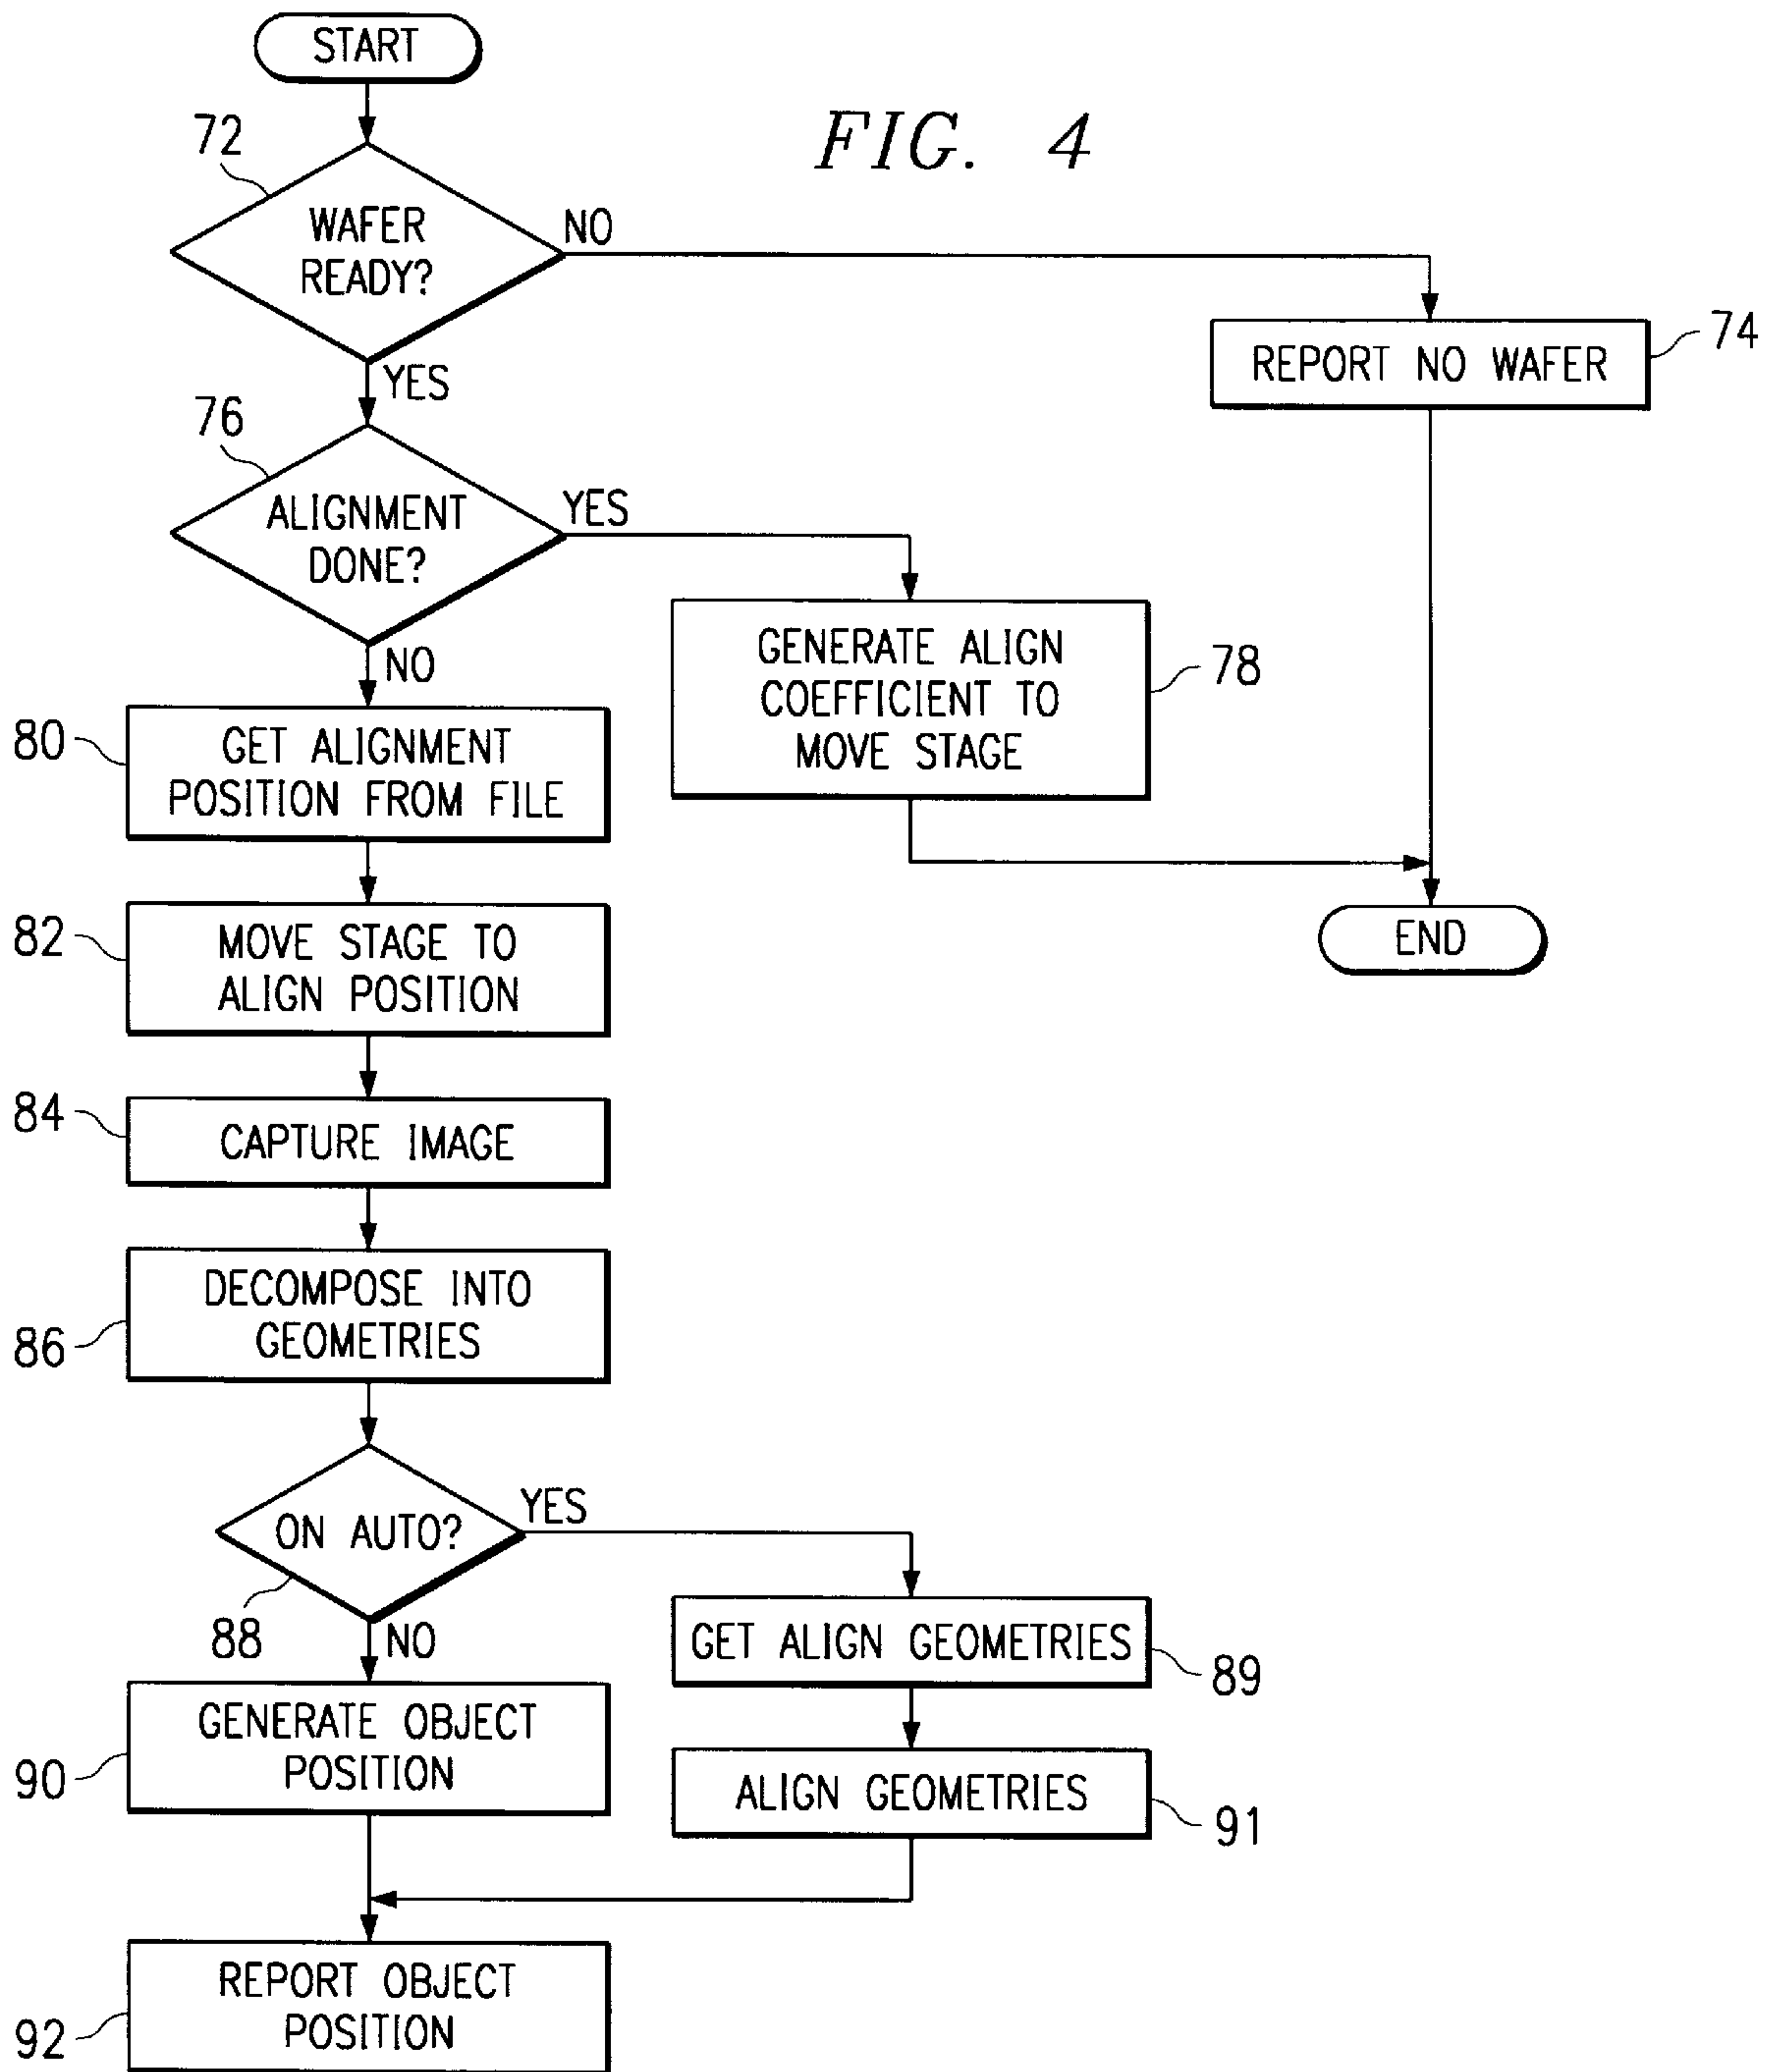 START
FIG. 4
72
WAFER
READY?
NO
YES
74
REPORT NO WAFER
76
ALIGNMENT
DONE?
YES
NO
GENERATE ALIGN
COEFFICIENT TO
MOVE STAGE
78
80
GET ALIGNMENT
POSITION FROM FILE
END
82
MOVE STAGE TO
ALIGN POSITION
84
CAPTURE IMAGE
86
DECOMPOSE INTO
GEOMETRIES
ON AUTO?
YES
88
NO
GET ALIGN GEOMETRIES
89
90
GENERATE OBJECT
POSITION
ALIGN GEOMETRIES
91
92
REPORT OBJECT
POSITION